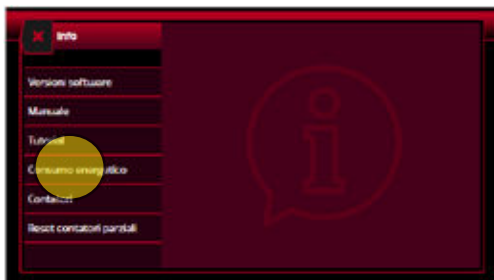 Info
Versioni software
Manuale
Tutorial
Consumo energetico
Contatori
Reset contatori parziali